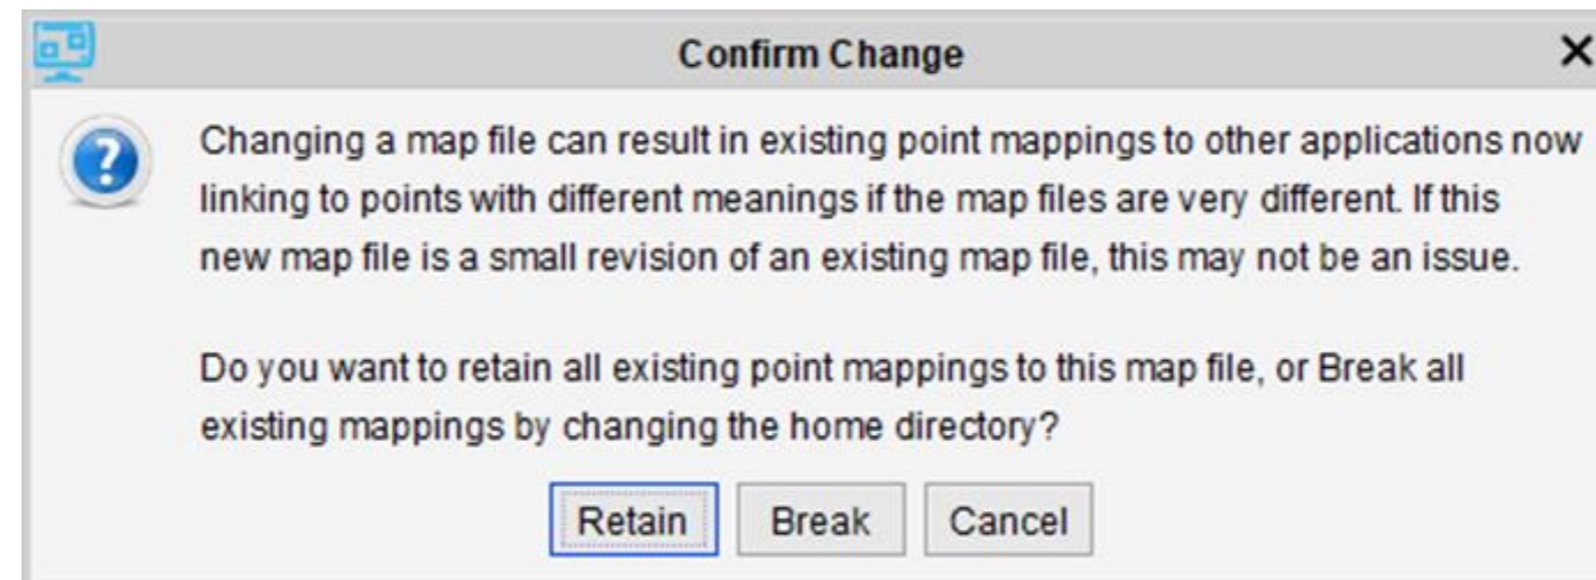 Confirm Change
Changing a map file can result in existing point mappings to other applications now
linking to points with different meanings if the map files are very different. If this
new map file is a small revision of an existing map file, this may not be an issue.
Do you want to retain all existing point mappings to this map file, or Break all
existing mappings by changing the home directory?
Retain Break Cancel